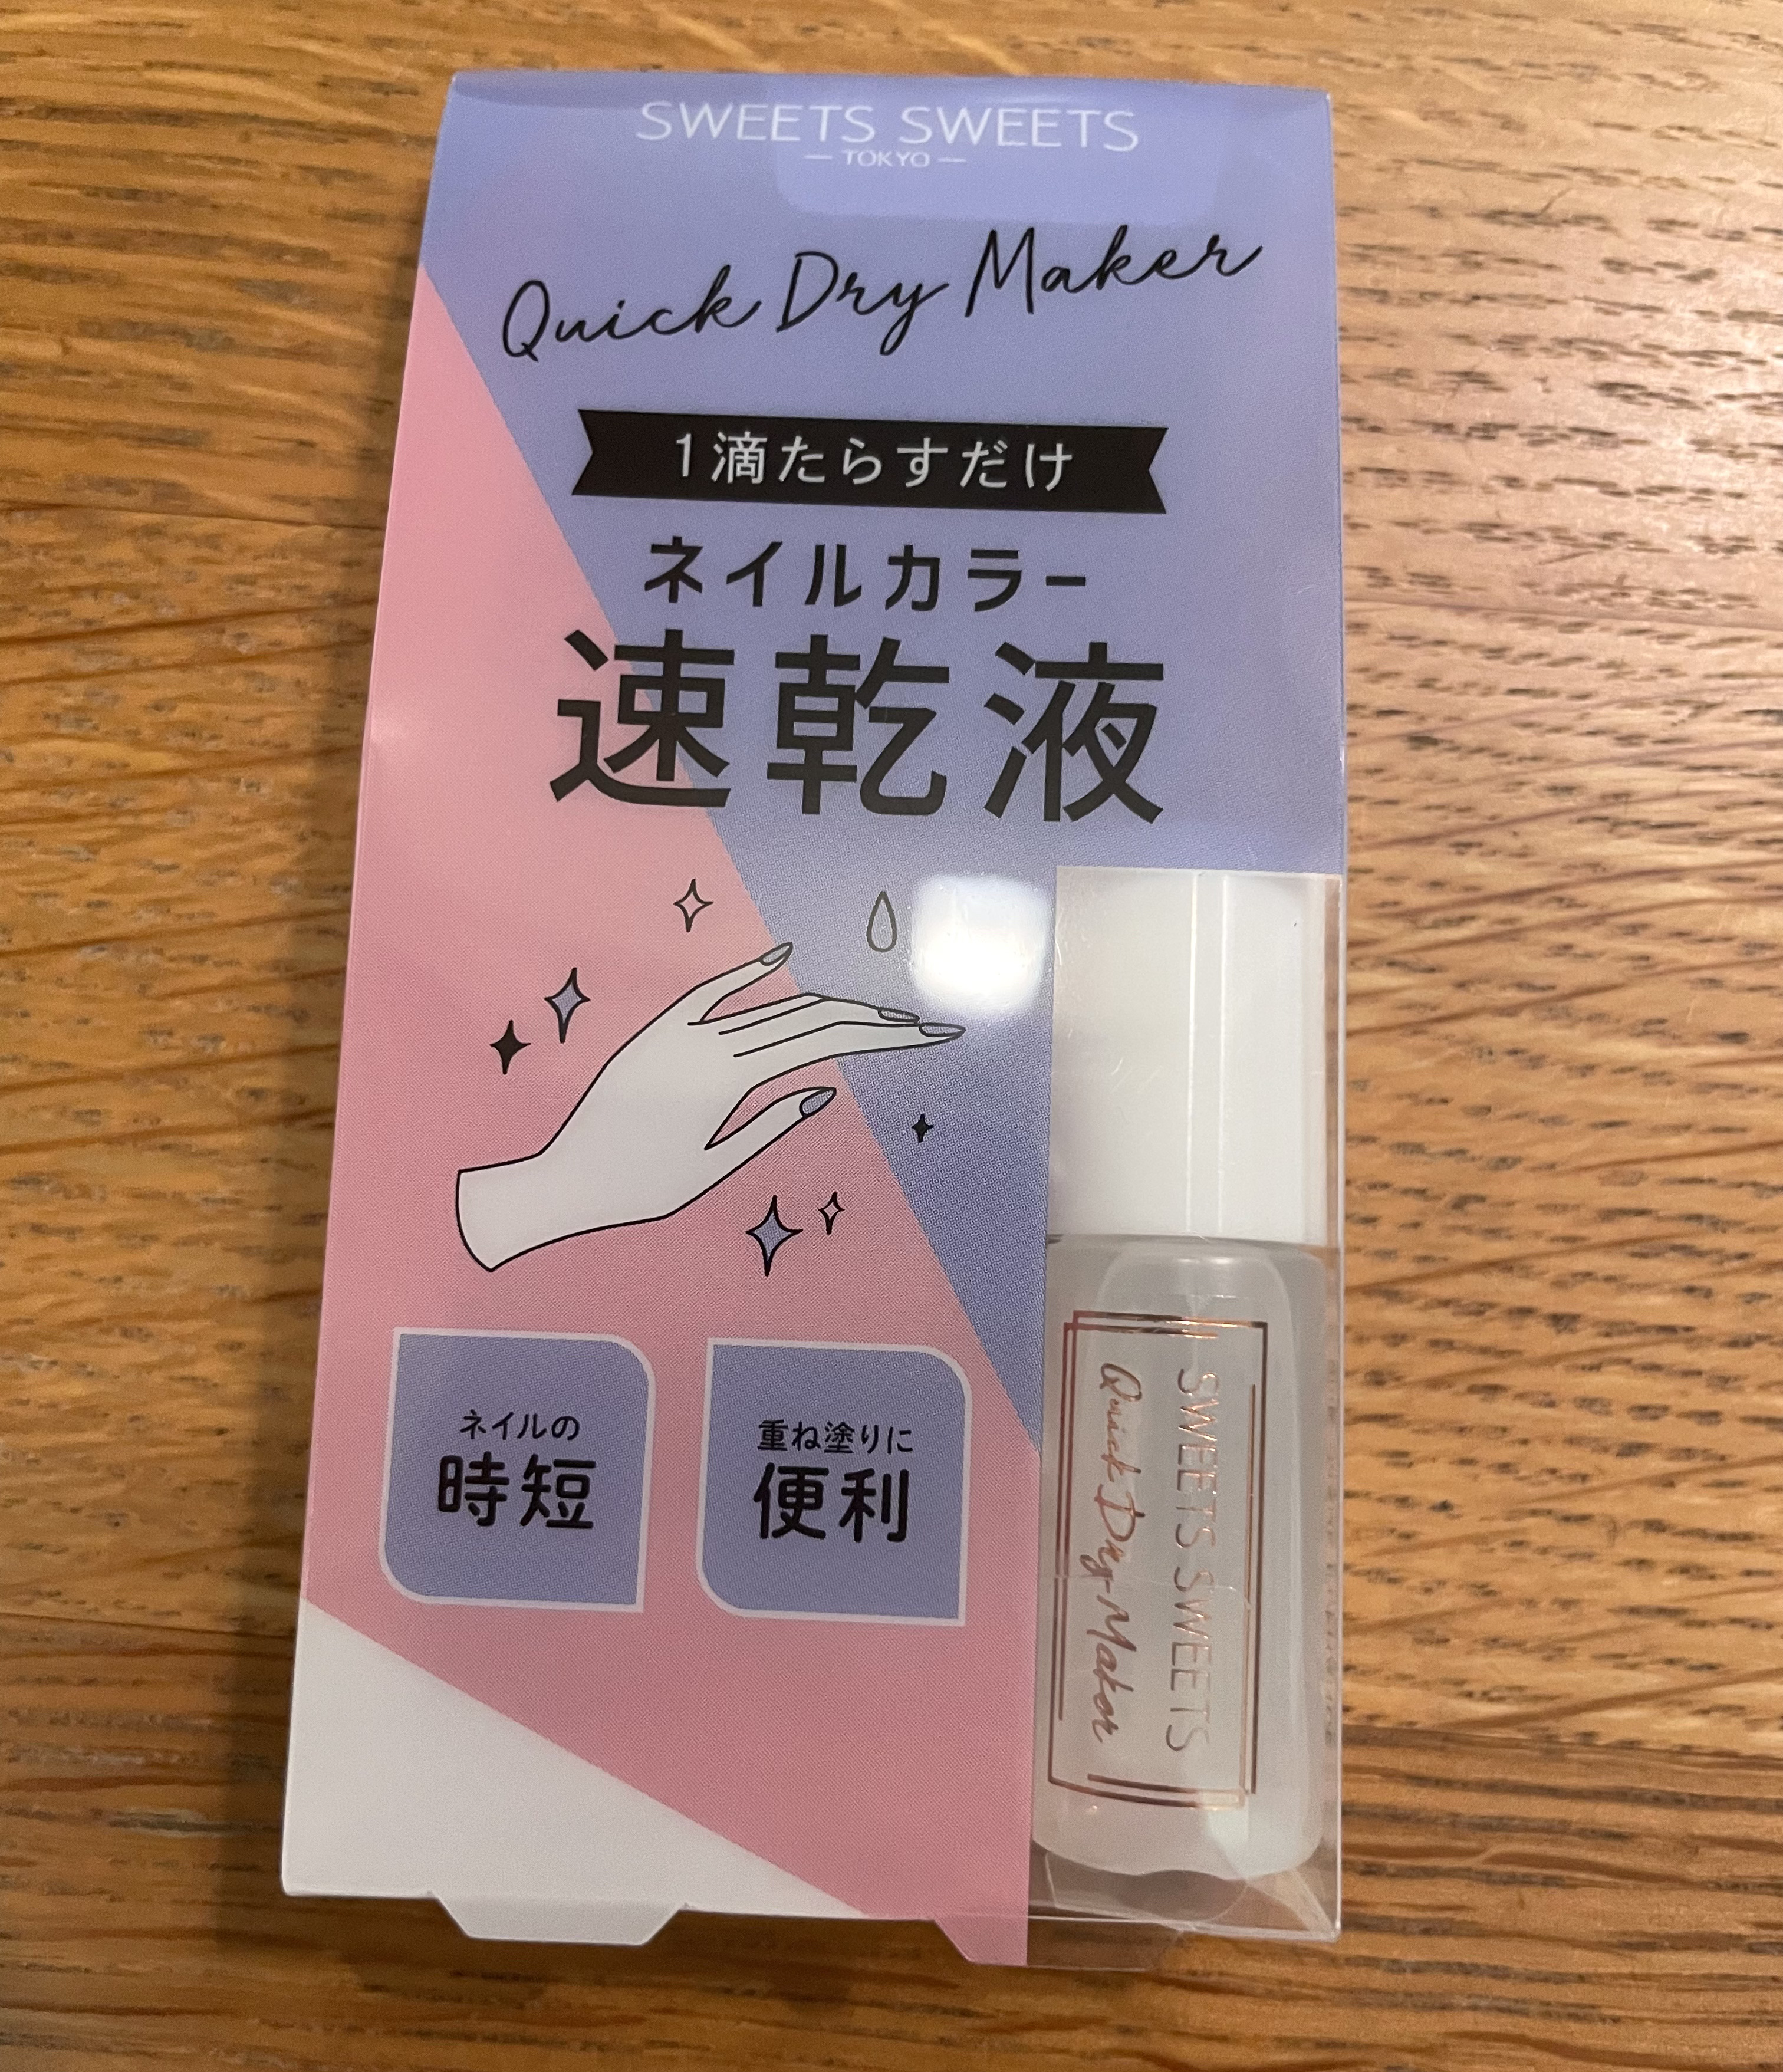 SWEETS SWEETS
— TOKYO —
Quick Dry Maker
1滴たらすだけ
ネイルカラー
速乾液
ネイルの
時短
重ね塗りに
便利
SWEETS SWEETS
Quick Dry Maker